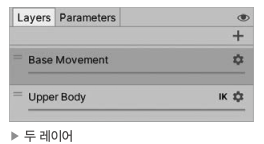 Layers Parameters
Base Movement
Upper Body IK
▶ 두 레이어